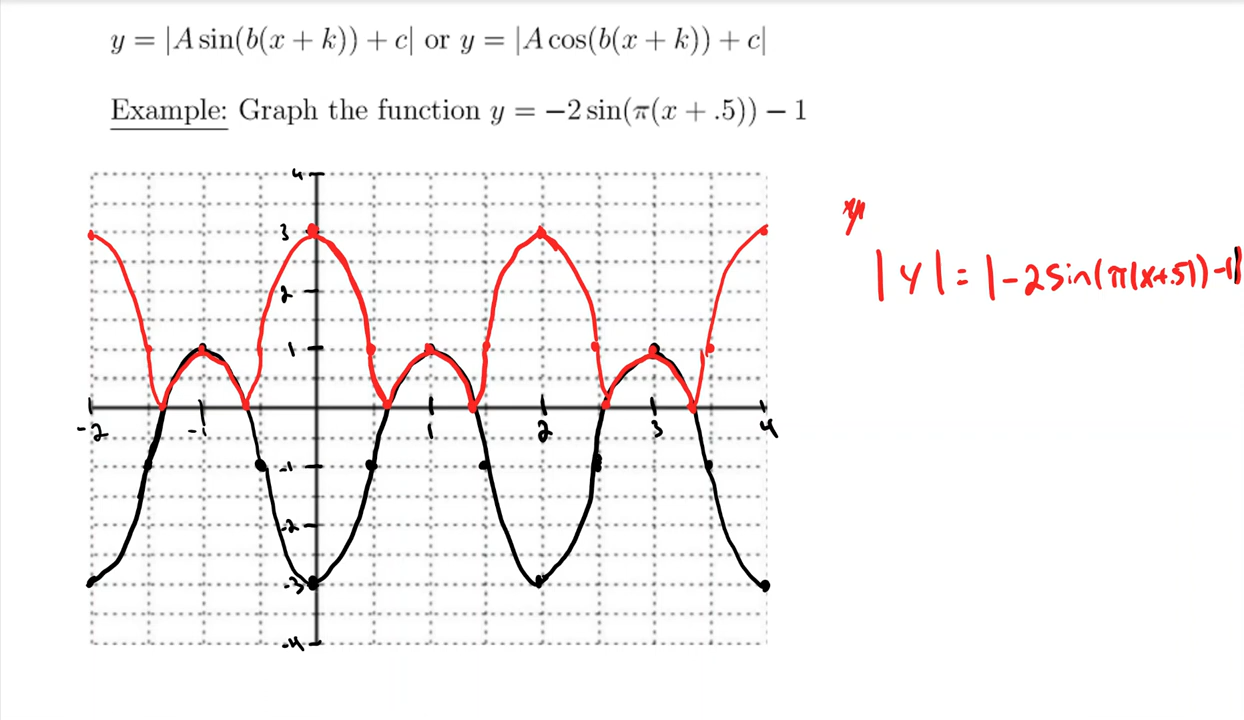 y = |A sin(b(x + k)) + c| or y = |A cos(b(x + k)) + c|
Example: Graph the function y = −2 sin(π(x + .5)) − 1
4
3
2
1
-2 -1 1 2 3 4
-1
-2
-3
-4
y
|y| = |-2sin(π(x+.5))-1|